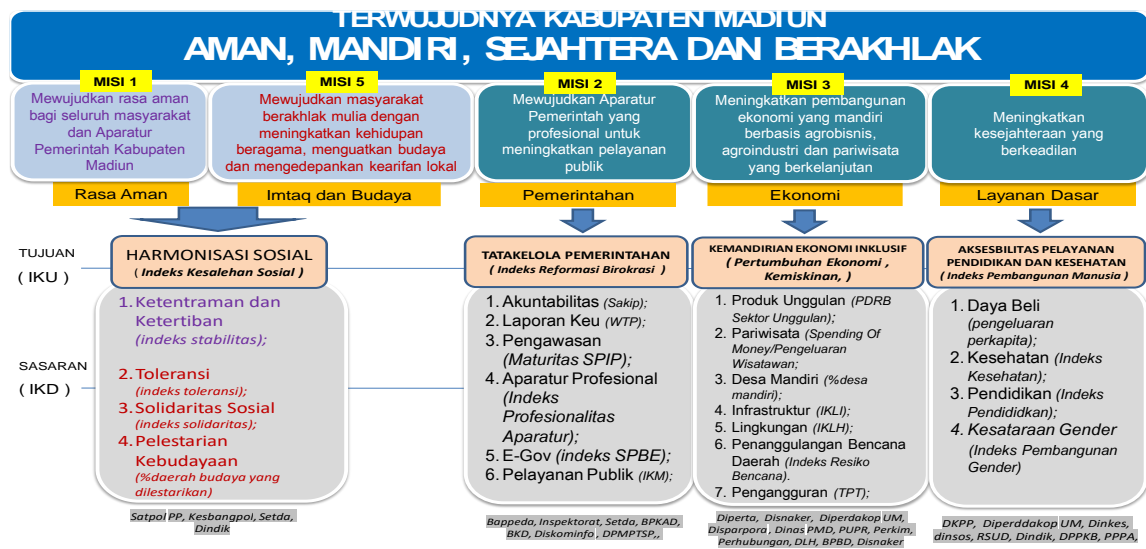 TERWUJUDNYA KABUPATEN MADIUN
AMAN, MANDIRI, SEJAHTERA DAN BERAKHLAK
MISI 1
Mewujudkan rasa aman
bagi seluruh masyarakat
dan Aparatur
Pemerintah Kabupaten
Madiun
MISI 5
Mewujudkan masyarakat
berakhlak mulia dengan
meningkatkan kehidupan
beragama, menguatkan budaya
dan mengedepankan kearifan lokal
MISI 2
Mewujudkan Aparatur
Pemerintah yang
profesional untuk
meningkatkan pelayanan
publik
MISI 3
Meningkatkan pembangunan
ekonomi yang mandiri
berbasis agrobisnis,
agroindustri dan pariwisata
yang berkelanjutan
MISI 4
Meningkatkan
kesejahteraan yang
berkeadilan
Rasa Aman
Imtaq dan Budaya
Pemerintahan
Ekonomi
Layanan Dasar
TUJUAN
( IKU )
HARMONISASI SOSIAL
( Indeks Kesalehan Sosial )
TATAKELOLA PEMERINTAHAN
( Indeks Reformasi Birokrasi )
KEMANDIRIAN EKONOMI INKLUSIF
( Pertumbuhan Ekonomi ,
Kemiskinan, )
AKSESBILITAS PELAYANAN
PENDIDIKAN DAN KESEHATAN
( Indeks Pembangunan Manusia )
SASARAN
( IKD )
1. Ketentraman dan
Ketertiban
(indeks stabilitas);
2. Toleransi
(indeks toleransi);
3. Solidaritas Sosial
(indeks solidaritas);
4. Pelestarian
Kebudayaan
(%daerah budaya yang
dilestarikan)
1. Akuntabilitas (Sakip);
2. Laporan Keu (WTP);
3. Pengawasan
(Maturitas SPIP);
4. Aparatur Profesional
(Indeks
Profesionalitas
Aparatur);
5. E-Gov (indeks SPBE);
6. Pelayanan Publik (IKM);
1. Produk Unggulan (PDRB
Sektor Unggulan);
2. Pariwisata (Spending Of
Money/Pengeluaran
Wisatawan;
3. Desa Mandiri (%desa
mandiri);
4. Infrastruktur (IKLI);
5. Lingkungan (IKLH);
6. Penanggulangan Bencana
Daerah (Indeks Resiko
Bencana).
7. Pengangguran (TPT);
1. Daya Beli
(pengeluaran
perkapita);
2. Kesehatan (Indeks
Kesehatan);
3. Pendidikan (Indeks
Pendididkan);
4. Kesataraan Gender
(Indeks Pembangunan
Gender)
Satpol PP, Kesbangpol, Setda,
Dindik
Bappeda, Inspektorat, Setda, BPKAD,
BKD, Diskominfo, , DPMPTSP,,
Diperta, Disnaker, Diperdakop UM,
Disparpora, Dinas PMD, PUPR, Perkim,
Perhubungan, DLH, BPBD, Disnaker
DKPP, Diperddakop UM, Dinkes,
dinsos, RSUD, Dindik, DPPKB, PPPA,